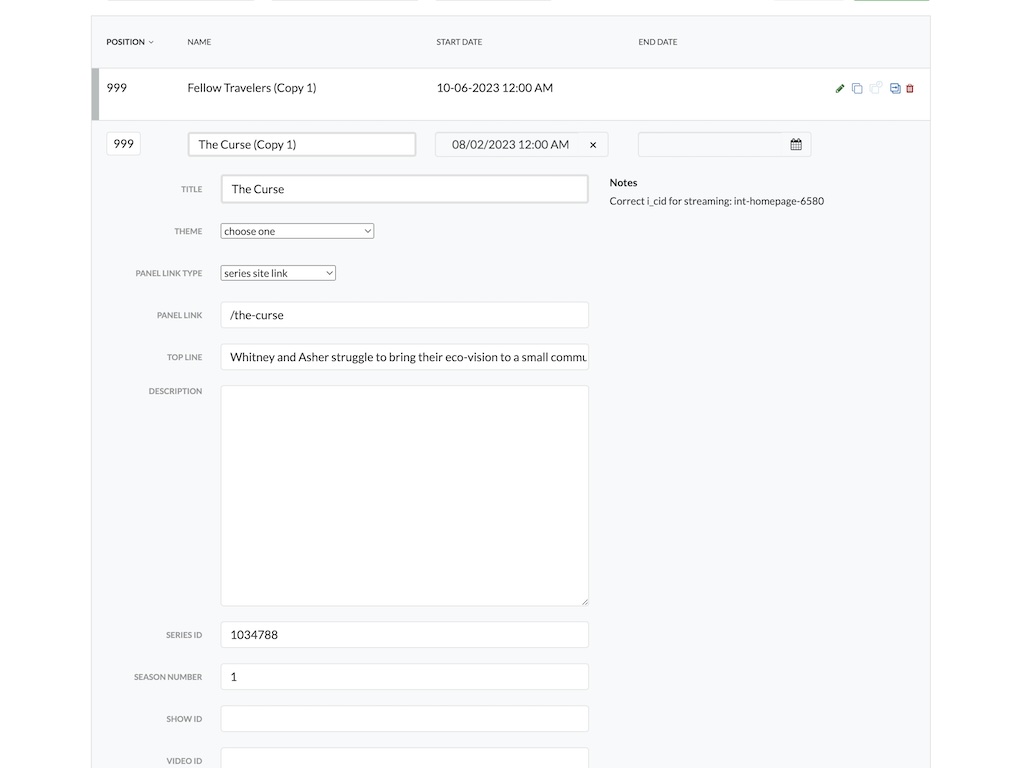 POSITION NAME START DATE END DATE
999 Fellow Travelers (Copy 1) 10-06-2023 12:00 AM
999 The Curse (Copy 1) 08/02/2023 12:00 AM ×
TITLE The Curse
Notes
Correct i_cid for streaming: int-homepage-6580
THEME choose one
PANEL LINK TYPE series site link
PANEL LINK /the-curse
TOP LINE Whitney and Asher struggle to bring their eco-vision to a small commu
DESCRIPTION
SERIES ID 1034788
SEASON NUMBER 1
SHOW ID
VIDEO ID